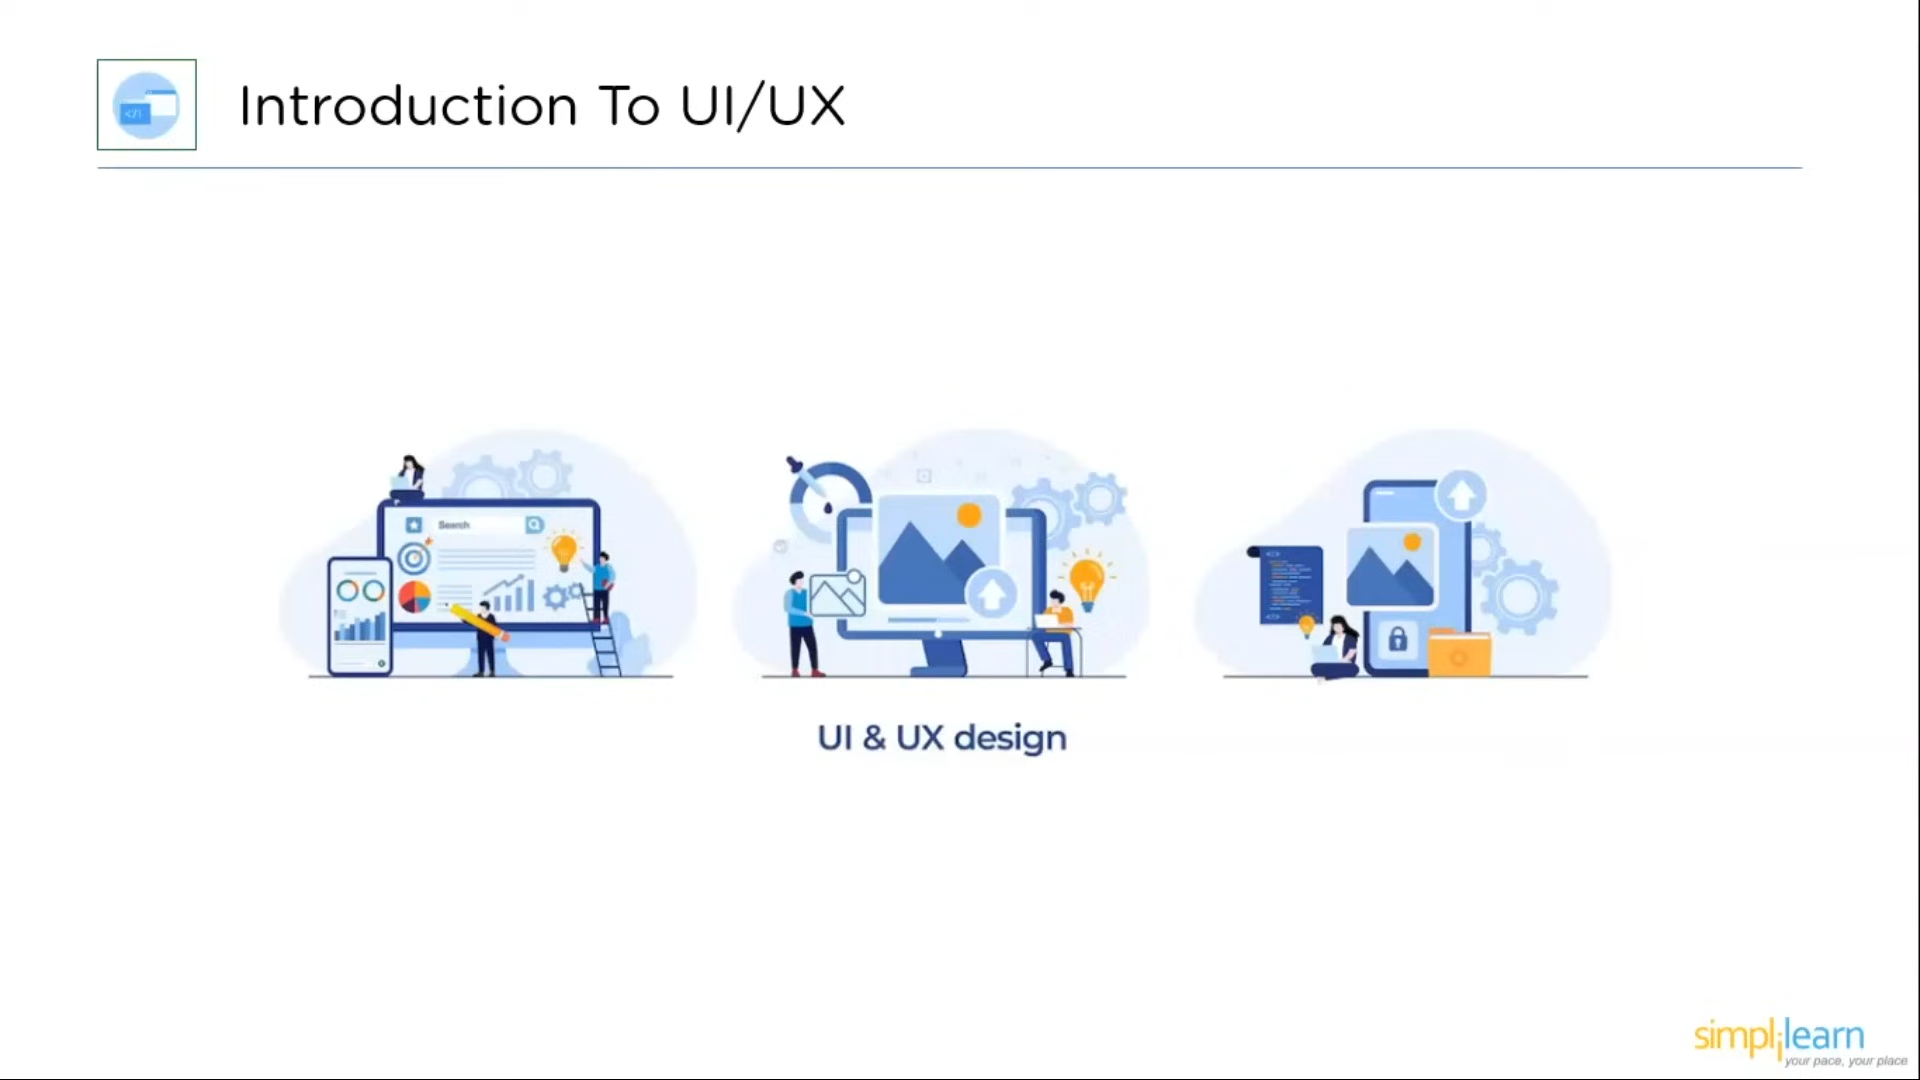 </>
Introduction To UI/UX
Search
UI & UX design
simplilearn
your pace, your place